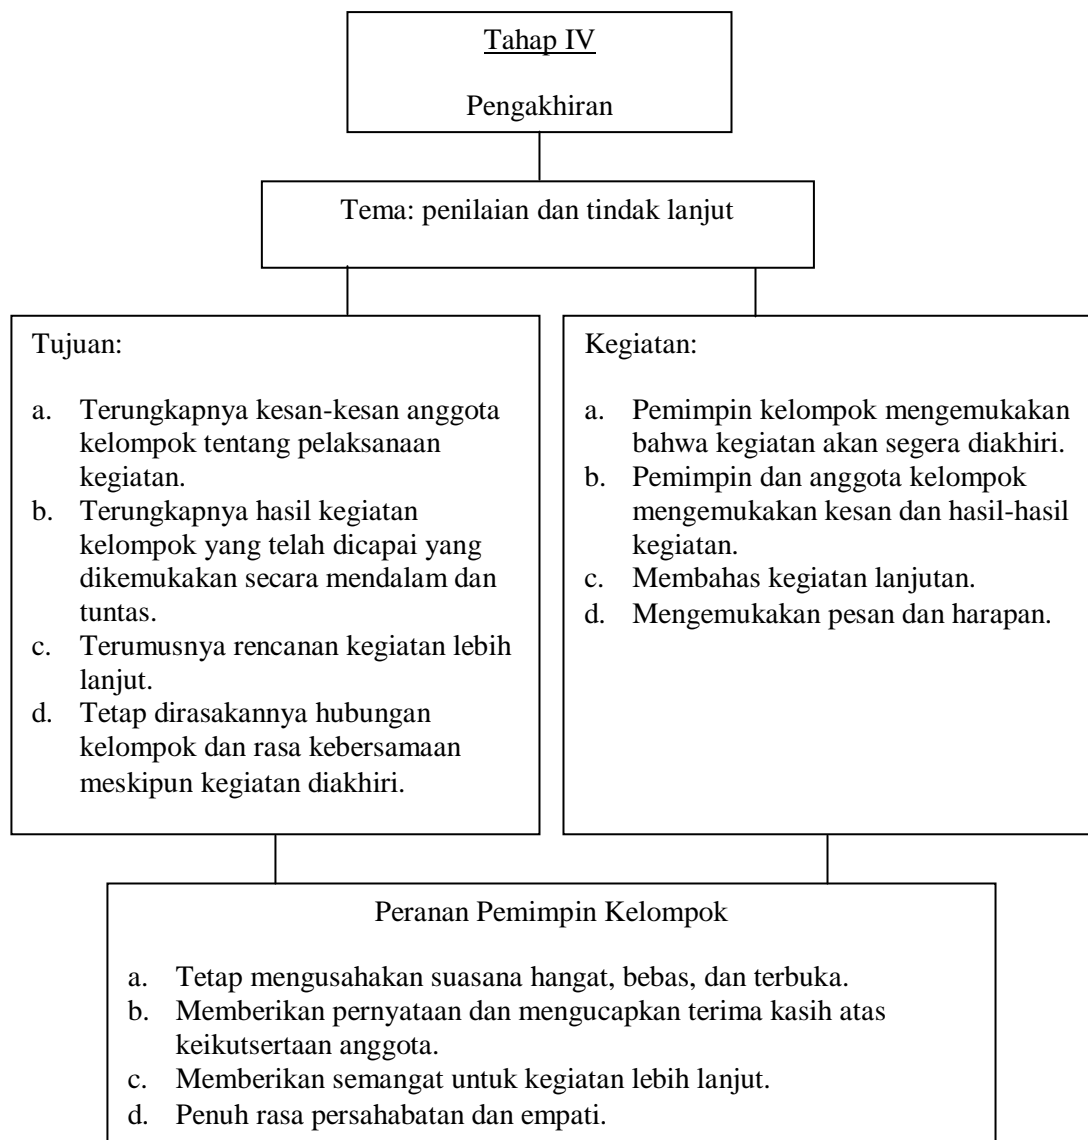 Tahap IV
Pengakhiran
Tema: penilaian dan tindak lanjut
Tujuan:
a. Terungkapnya kesan-kesan anggota
kelompok tentang pelaksanaan
kegiatan.
b. Terungkapnya hasil kegiatan
kelompok yang telah dicapai yang
dikemukakan secara mendalam dan
tuntas.
c. Terumusnya rencanan kegiatan lebih
lanjut.
d. Tetap dirasakannya hubungan
kelompok dan rasa kebersamaan
meskipun kegiatan diakhiri.
Kegiatan:
a. Pemimpin kelompok mengemukakan
bahwa kegiatan akan segera diakhiri.
b. Pemimpin dan anggota kelompok
mengemukakan kesan dan hasil-hasil
kegiatan.
c. Membahas kegiatan lanjutan.
d. Mengemukakan pesan dan harapan.
Peranan Pemimpin Kelompok
a. Tetap mengusahakan suasana hangat, bebas, dan terbuka.
b. Memberikan pernyataan dan mengucapkan terima kasih atas
keikutsertaan anggota.
c. Memberikan semangat untuk kegiatan lebih lanjut.
d. Penuh rasa persahabatan dan empati.